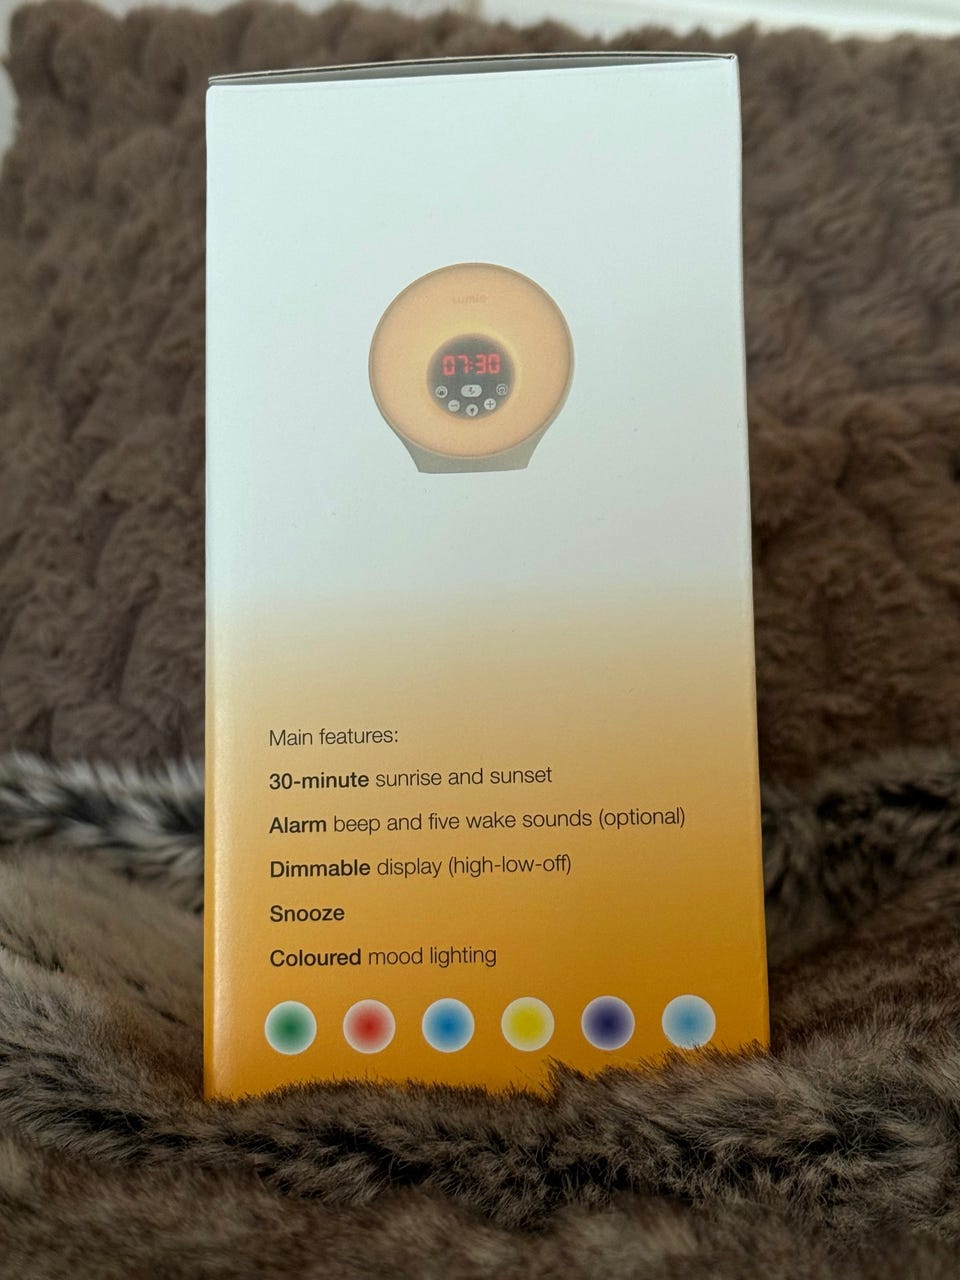 Lumie
07:30
Main features:
30-minute sunrise and sunset
Alarm beep and five wake sounds (optional)
Dimmable display (high-low-off)
Snooze
Coloured mood lighting